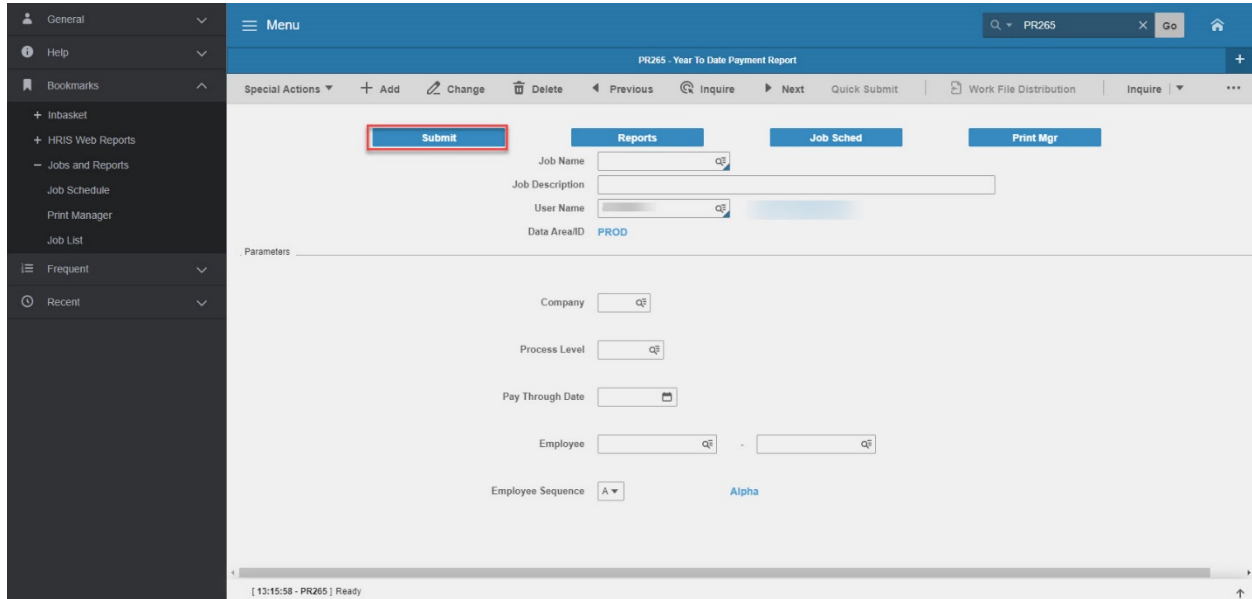 General
Help
Bookmarks
+ Inbasket
+ HRIS Web Reports
− Jobs and Reports
Job Schedule
Print Manager
Job List
Frequent
Recent
Menu
PR265
Go
PR265 - Year To Date Payment Report
+
Special Actions
+ Add
Change
Delete
Previous
Inquire
Next
Quick Submit
Work File Distribution
Inquire
...
Submit
Reports
Job Sched
Print Mgr
Job Name
Job Description
User Name
Data Area/ID PROD
Parameters
Company
Process Level
Pay Through Date
Employee -
Employee Sequence A Alpha
[ 13:15:58 - PR265 ] Ready